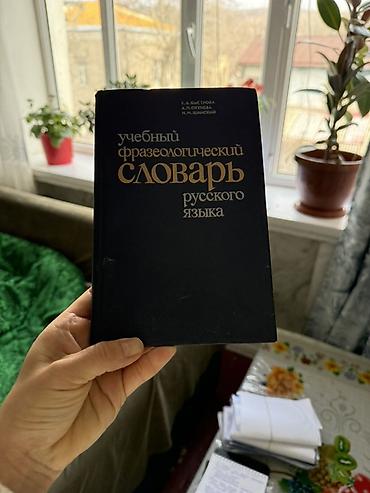 Е.А. БЫСТРОВА
А.П. ОКУНЕВА
Н.М. ШАНСКИЙ
учебный
фразеологический
СЛОВАРЬ
русского
языка